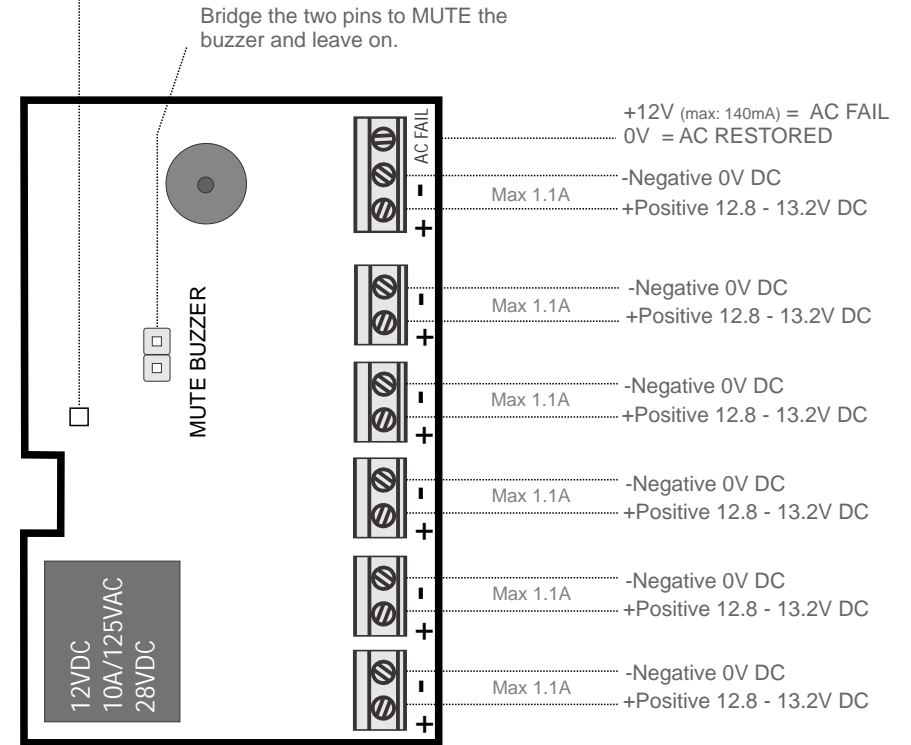 Bridge the two pins to MUTE the
buzzer and leave on.
+12V (max: 140mA) = AC FAIL
0V = AC RESTORED
AC FAIL
-Negative 0V DC
Max 1.1A
+Positive 12.8 - 13.2V DC
-
+
-Negative 0V DC
Max 1.1A
+Positive 12.8 - 13.2V DC
-
+
MUTE BUZZER
-Negative 0V DC
Max 1.1A
+Positive 12.8 - 13.2V DC
-
+
-Negative 0V DC
Max 1.1A
+Positive 12.8 - 13.2V DC
-
+
-Negative 0V DC
Max 1.1A
+Positive 12.8 - 13.2V DC
-
+
-Negative 0V DC
Max 1.1A
+Positive 12.8 - 13.2V DC
-
+
12VDC
10A/125VAC
28VDC